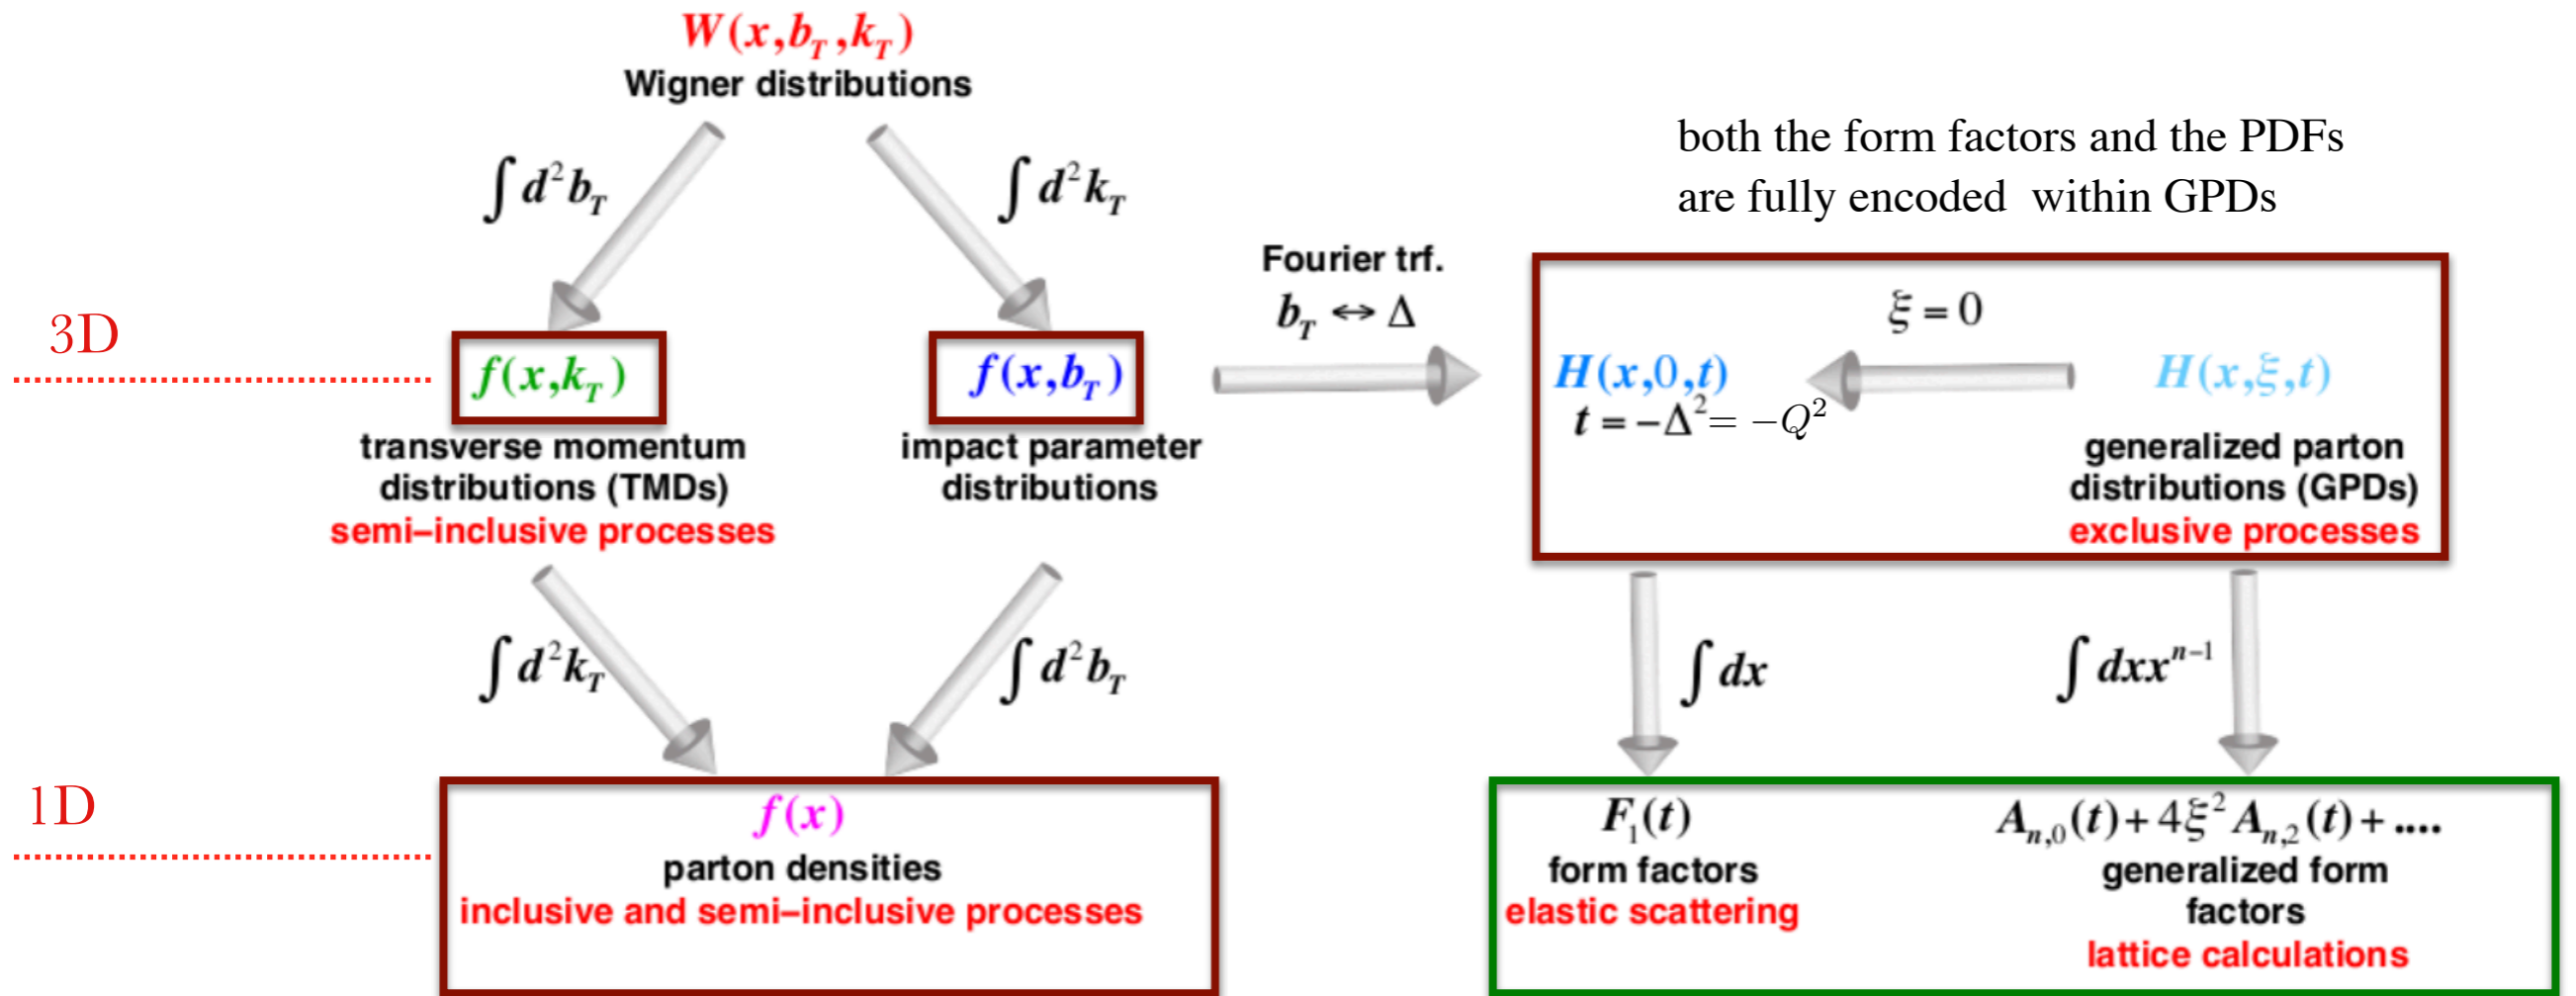 W(x,b_T,k_T)
Wigner distributions
∫d²b_T
∫d²k_T
both the form factors and the PDFs
are fully encoded within GPDs
Fourier trf.
b_T ↔ Δ
3D
f(x,k_T)
transverse momentum
distributions (TMDs)
semi–inclusive processes
f(x,b_T)
impact parameter
distributions
ξ = 0
H(x,0,t)
t = −Δ² = −Q²
H(x,ξ,t)
generalized parton
distributions (GPDs)
exclusive processes
∫d²k_T
∫d²b_T
∫dx
∫dxx^{n−1}
1D
f(x)
parton densities
inclusive and semi–inclusive processes
F₁(t)
form factors
elastic scattering
A_{n,0}(t) + 4ξ² A_{n,2}(t) + ....
generalized form
factors
lattice calculations